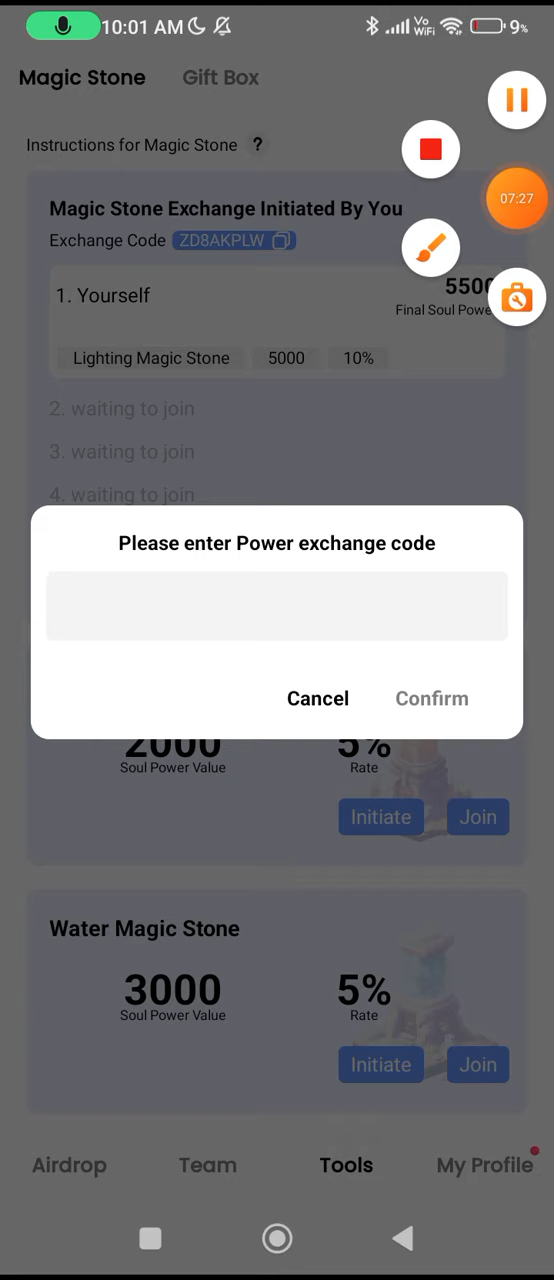 10:01 AM
Vo
WiFi
9%
Magic Stone
Gift Box
Instructions for Magic Stone ?
07:27
Magic Stone Exchange Initiated By You
Exchange Code ZD8AKPLW
1. Yourself
5500
Final Soul Powe
Lighting Magic Stone 5000 10%
2. waiting to join
3. waiting to join
4. waiting to join
Please enter Power exchange code
Cancel Confirm
2000 5%
Soul Power Value Rate
Initiate Join
Water Magic Stone
3000 5%
Soul Power Value Rate
Initiate Join
Airdrop Team Tools My Profile